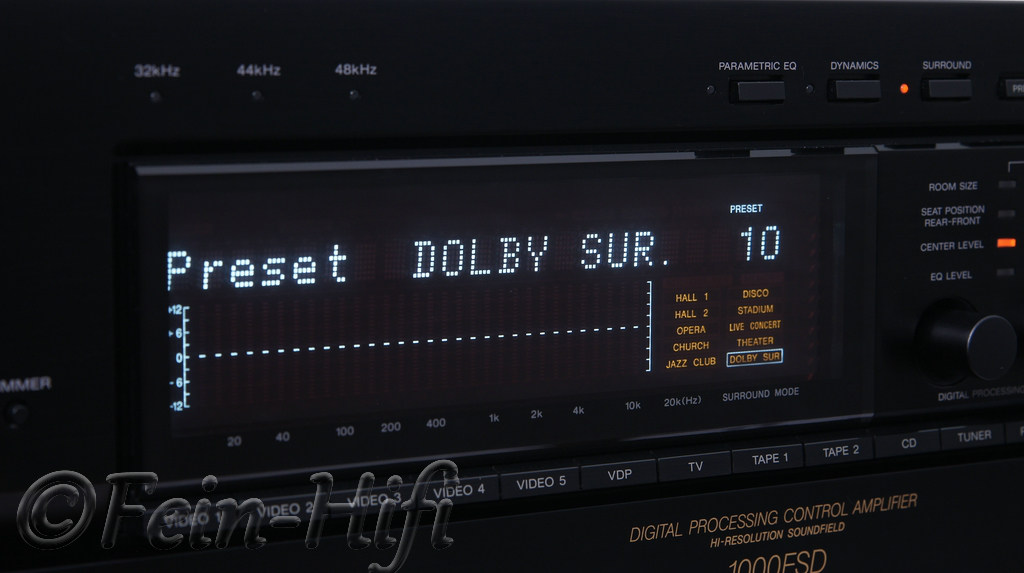 32kHz 44kHz 48kHz
PARAMETRIC EQ DYNAMICS SURROUND
ROOM SIZE
SEAT POSITION
REAR-FRONT
CENTER LEVEL
EQ LEVEL
PRESET
Preset DOLBY SUR. 10
+12
+6
0
-6
-12
HALL 1 DISCO
HALL 2 STADIUM
OPERA LIVE CONCERT
CHURCH THEATER
JAZZ CLUB DOLBY SUR
20 40 100 200 400 1k 2k 4k 10k 20k(Hz) SURROUND MODE
DIGITAL PROCESSING
VIDEO 1 VIDEO 2 VIDEO 3 VIDEO 4 VIDEO 5 VDP TV TAPE 1 TAPE 2 CD TUNER
DIGITAL PROCESSING CONTROL AMPLIFIER
HI-RESOLUTION SOUNDFIELD
1000ESD
© Fein-Hifi